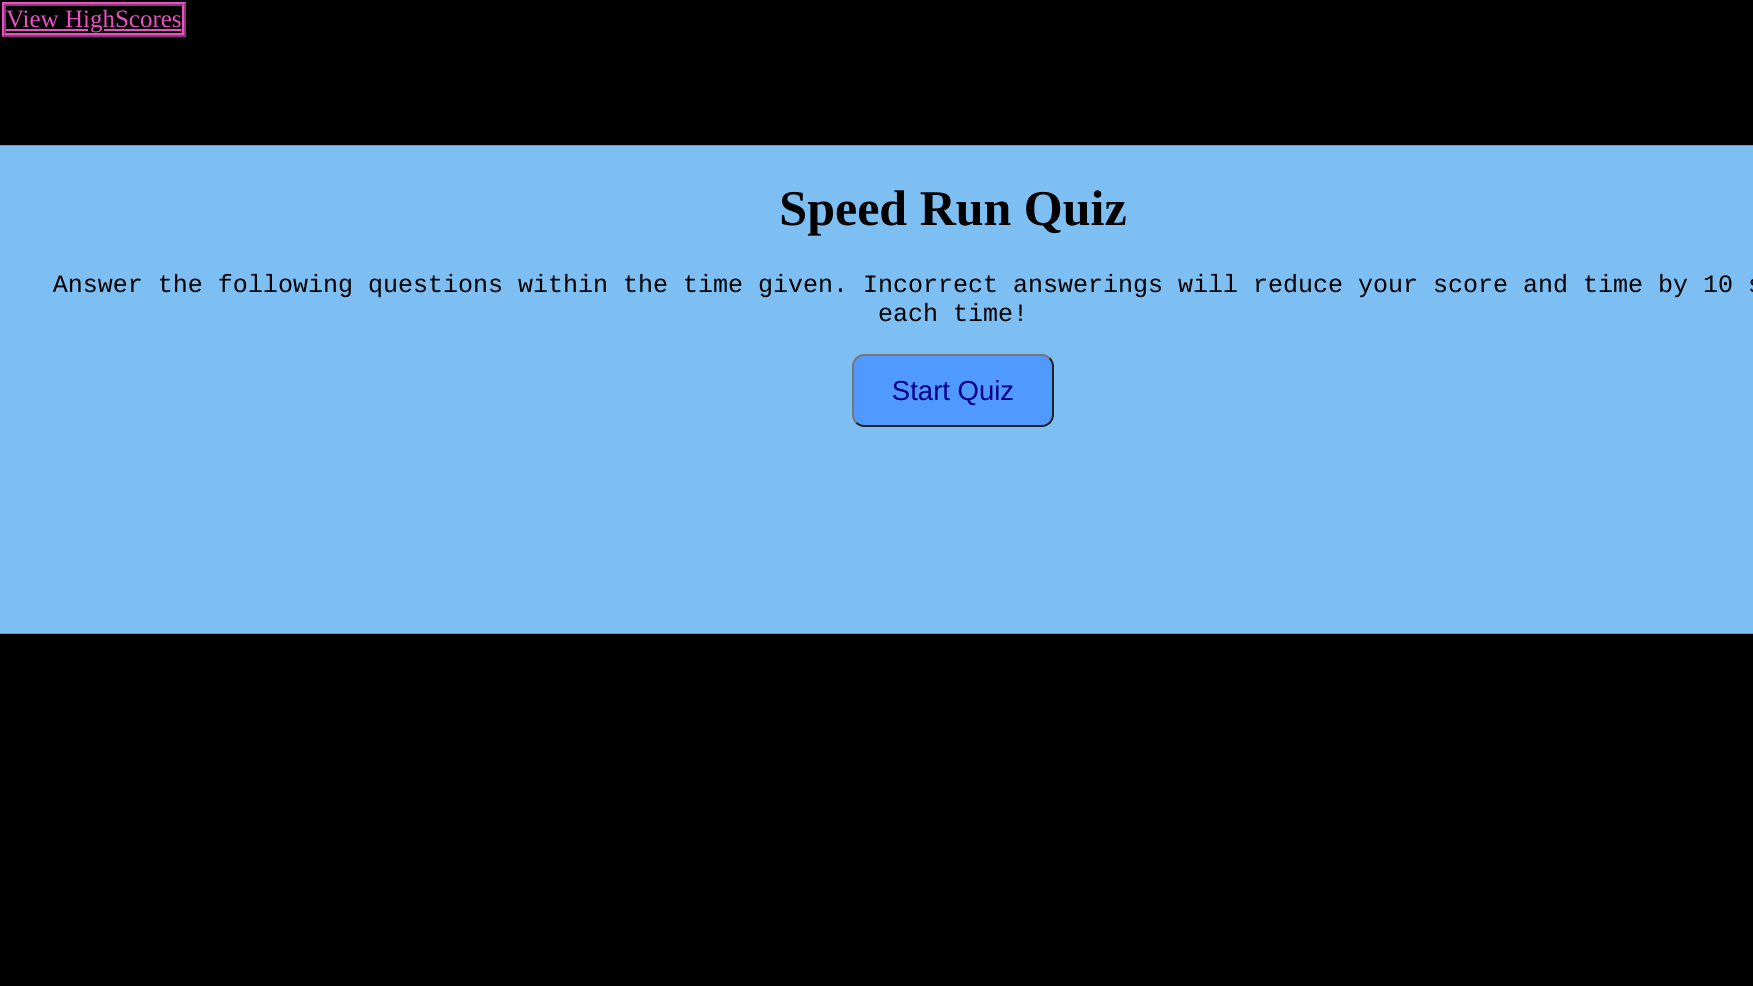 View HighScores
Speed Run Quiz
Answer the following questions within the time given. Incorrect answerings will reduce your score and time by 10
each time!
Start Quiz